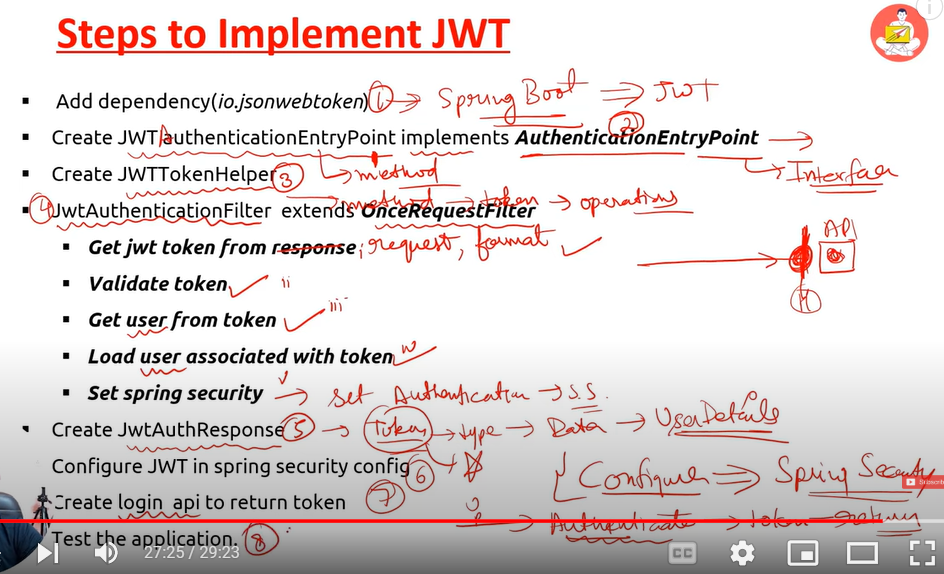 Steps to Implement JWT
▪ Add dependency(io.jsonwebtoken) ① → Spring Boot ⇒ JWT
▪ Create JWTAuthenticationEntryPoint implements AuthenticationEntryPoint → ②
→ method → Interface
▪ Create JWTTokenHelper ③ → method → token → operations
▪ ④ JwtAuthenticationFilter extends OnceRequestFilter
API
▪ Get jwt token from response; request, format ✓
▪ Validate token ✓ ii
④
▪ Get user from token ✓ iii
▪ Load user associated with token iv ✓
▪ Set spring security v → set Authentication → S.S.
▪ Create JwtAuthResponse ⑤ → Token → type → Data → UserDetails
Configure JWT in spring security config ⑥ { Configure ⇒ Spring Security
Subscribe
Create login api to return token ⑦ → Authenticate → token → return
Test the application. ⑧
27:25 / 29:23
CC